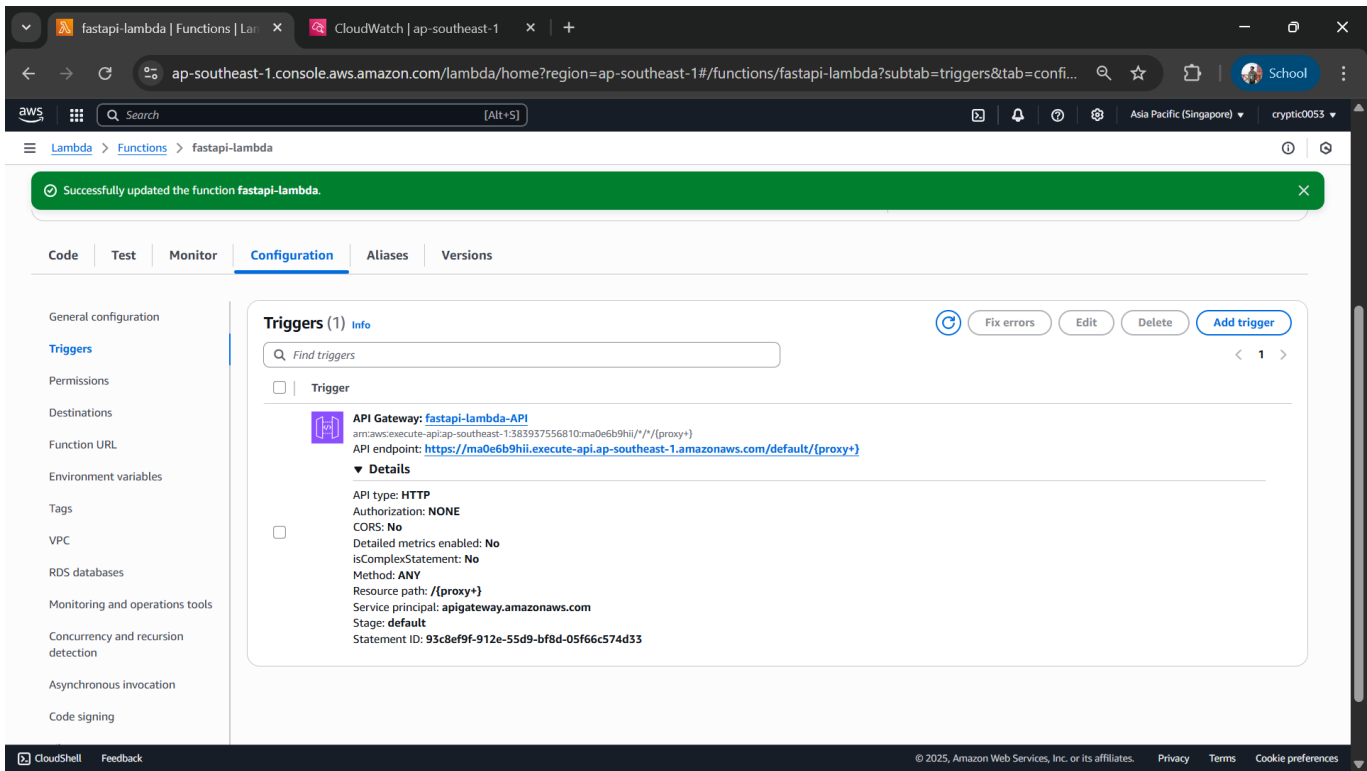 fastapi-lambda | Functions | Lan
CloudWatch | ap-southeast-1
ap-southeast-1.console.aws.amazon.com/lambda/home?region=ap-southeast-1#/functions/fastapi-lambda?subtab=triggers&tab=confi...
School
aws
Search
[Alt+S]
Asia Pacific (Singapore)
cryptic0053
Lambda > Functions > fastapi-lambda
Successfully updated the function fastapi-lambda.
Code
Test
Monitor
Configuration
Aliases
Versions
General configuration
Triggers
Permissions
Destinations
Function URL
Environment variables
Tags
VPC
RDS databases
Monitoring and operations tools
Concurrency and recursion
detection
Asynchronous invocation
Code signing
Triggers (1) Info
Fix errors
Edit
Delete
Add trigger
Find triggers
< 1 >
Trigger
API Gateway: fastapi-lambda-API
arn:aws:execute-api:ap-southeast-1:383937556810:ma0e6b9hii/*/*/{proxy+}
API endpoint: https://ma0e6b9hii.execute-api.ap-southeast-1.amazonaws.com/default/{proxy+}
Details
API type: HTTP
Authorization: NONE
CORS: No
Detailed metrics enabled: No
isComplexStatement: No
Method: ANY
Resource path: /{proxy+}
Service principal: apigateway.amazonaws.com
Stage: default
Statement ID: 93c8ef9f-912e-55d9-bf8d-05f66c574d33
CloudShell
Feedback
© 2025, Amazon Web Services, Inc. or its affiliates.
Privacy
Terms
Cookie preferences